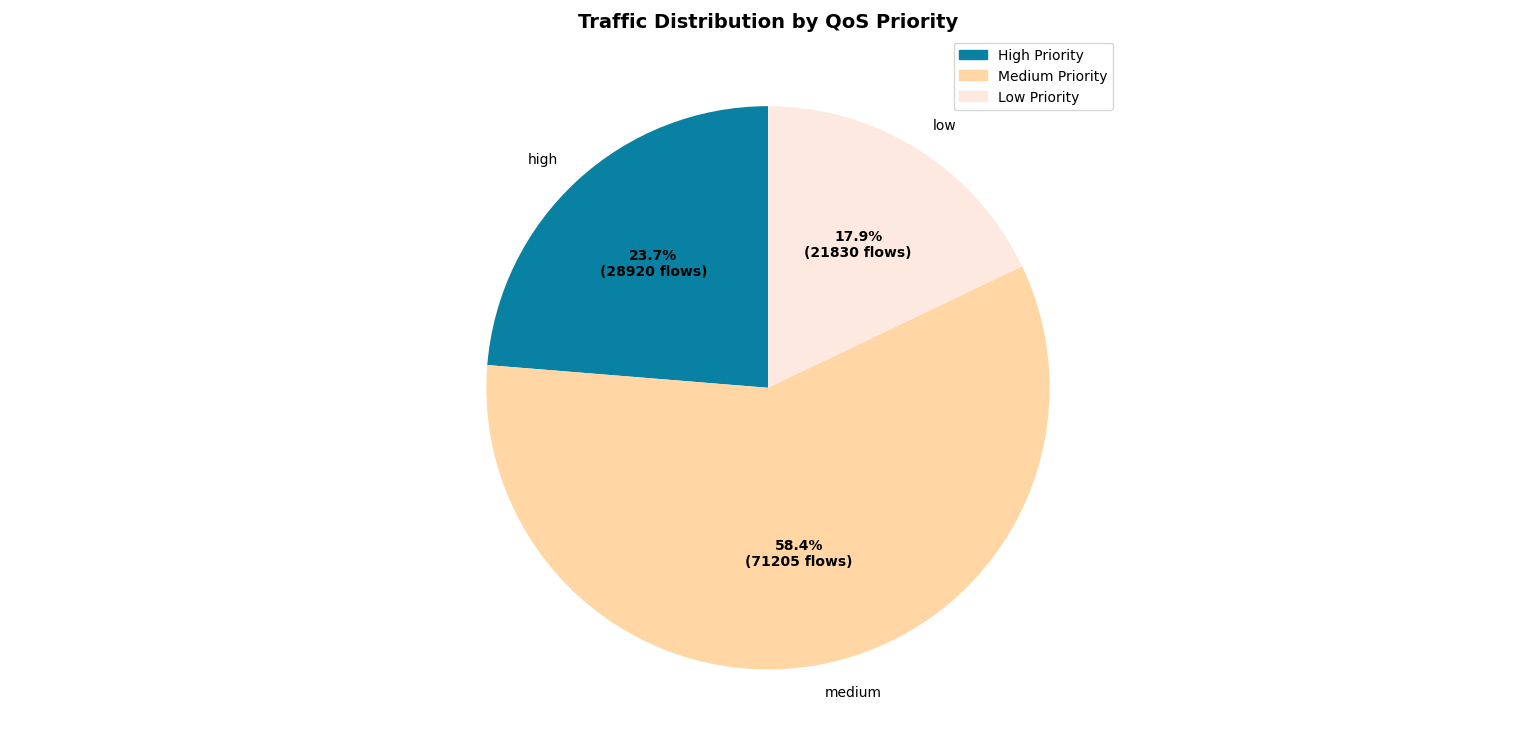 Traffic Distribution by QoS Priority
High Priority
Medium Priority
Low Priority
low
high
17.9%
(21830 flows)
23.7%
(28920 flows)
58.4%
(71205 flows)
medium